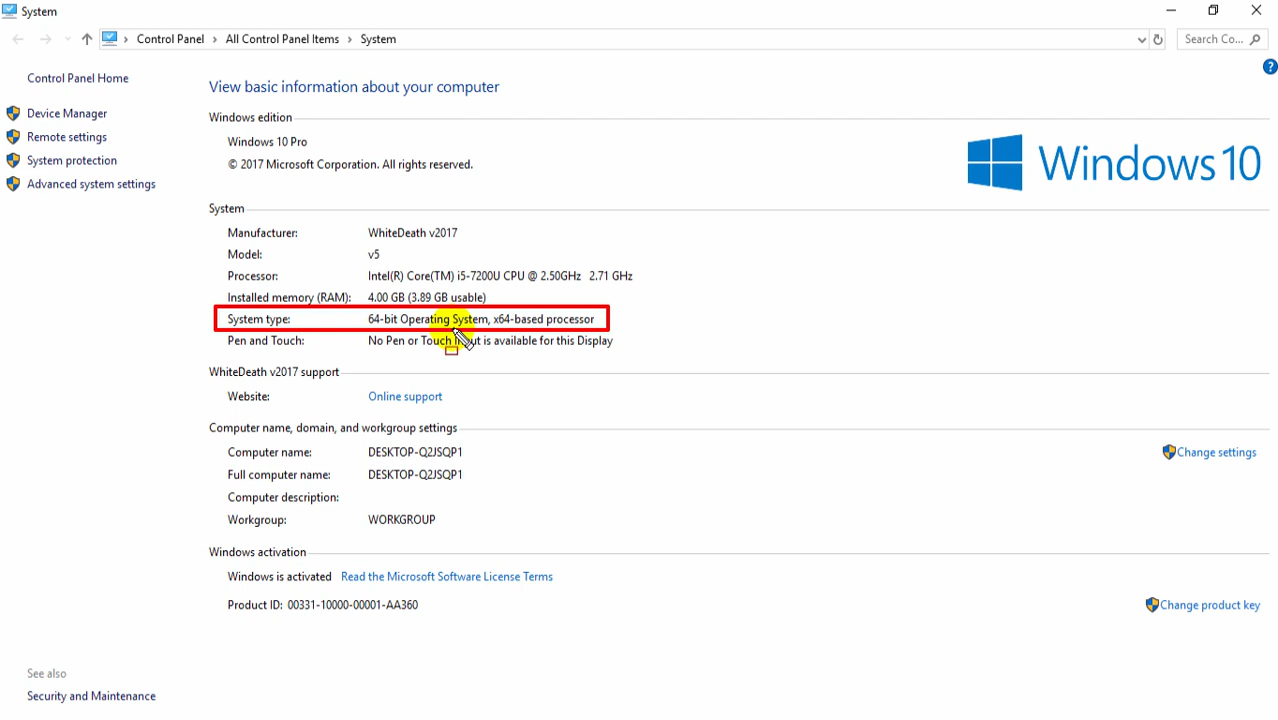 System
Control Panel › All Control Panel Items › System
Search Co...
Control Panel Home
Device Manager
Remote settings
System protection
Advanced system settings
View basic information about your computer
Windows edition
Windows 10 Pro
© 2017 Microsoft Corporation. All rights reserved.
Windows 10
System
Manufacturer: WhiteDeath v2017
Model: v5
Processor: Intel(R) Core(TM) i5-7200U CPU @ 2.50GHz 2.71 GHz
Installed memory (RAM): 4.00 GB (3.89 GB usable)
System type: 64-bit Operating System, x64-based processor
Pen and Touch: No Pen or Touch Input is available for this Display
WhiteDeath v2017 support
Website: Online support
Computer name, domain, and workgroup settings
Computer name: DESKTOP-Q2JSQP1
Change settings
Full computer name: DESKTOP-Q2JSQP1
Computer description:
Workgroup: WORKGROUP
Windows activation
Windows is activated Read the Microsoft Software License Terms
Product ID: 00331-10000-00001-AA360
Change product key
See also
Security and Maintenance